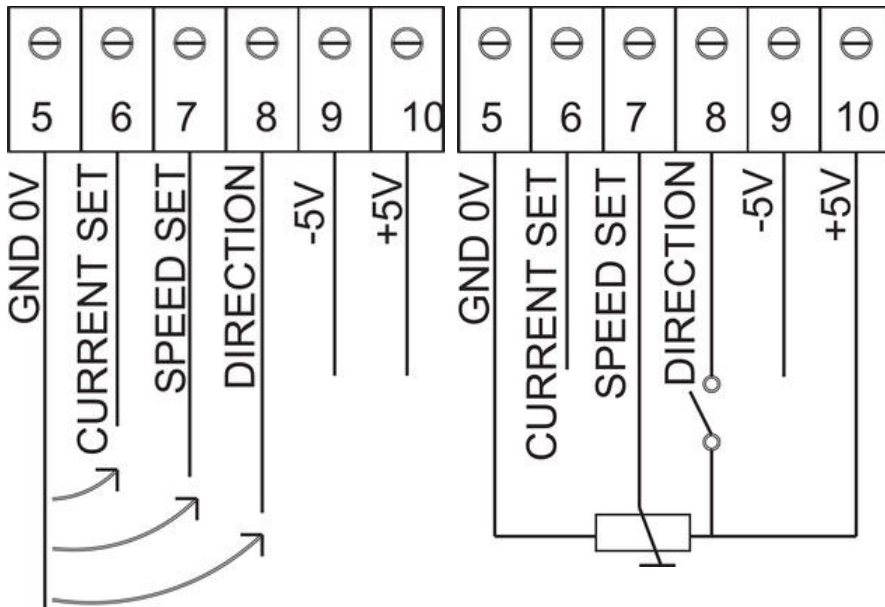 5 6 7 8 9 10
GND 0V
CURRENT SET
SPEED SET
DIRECTION
-5V
+5V
5 6 7 8 9 10
GND 0V
CURRENT SET
SPEED SET
DIRECTION
-5V
+5V